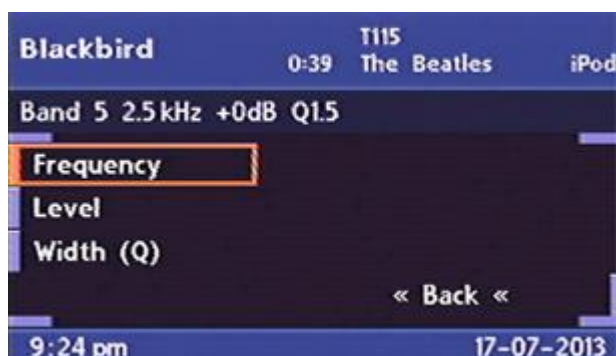 Blackbird
0:39
T115
The Beatles
iPod
Band 5 2.5 kHz +0dB Q1.5
Frequency
Level
Width (Q)
« Back «
9:24 pm
17-07-2013